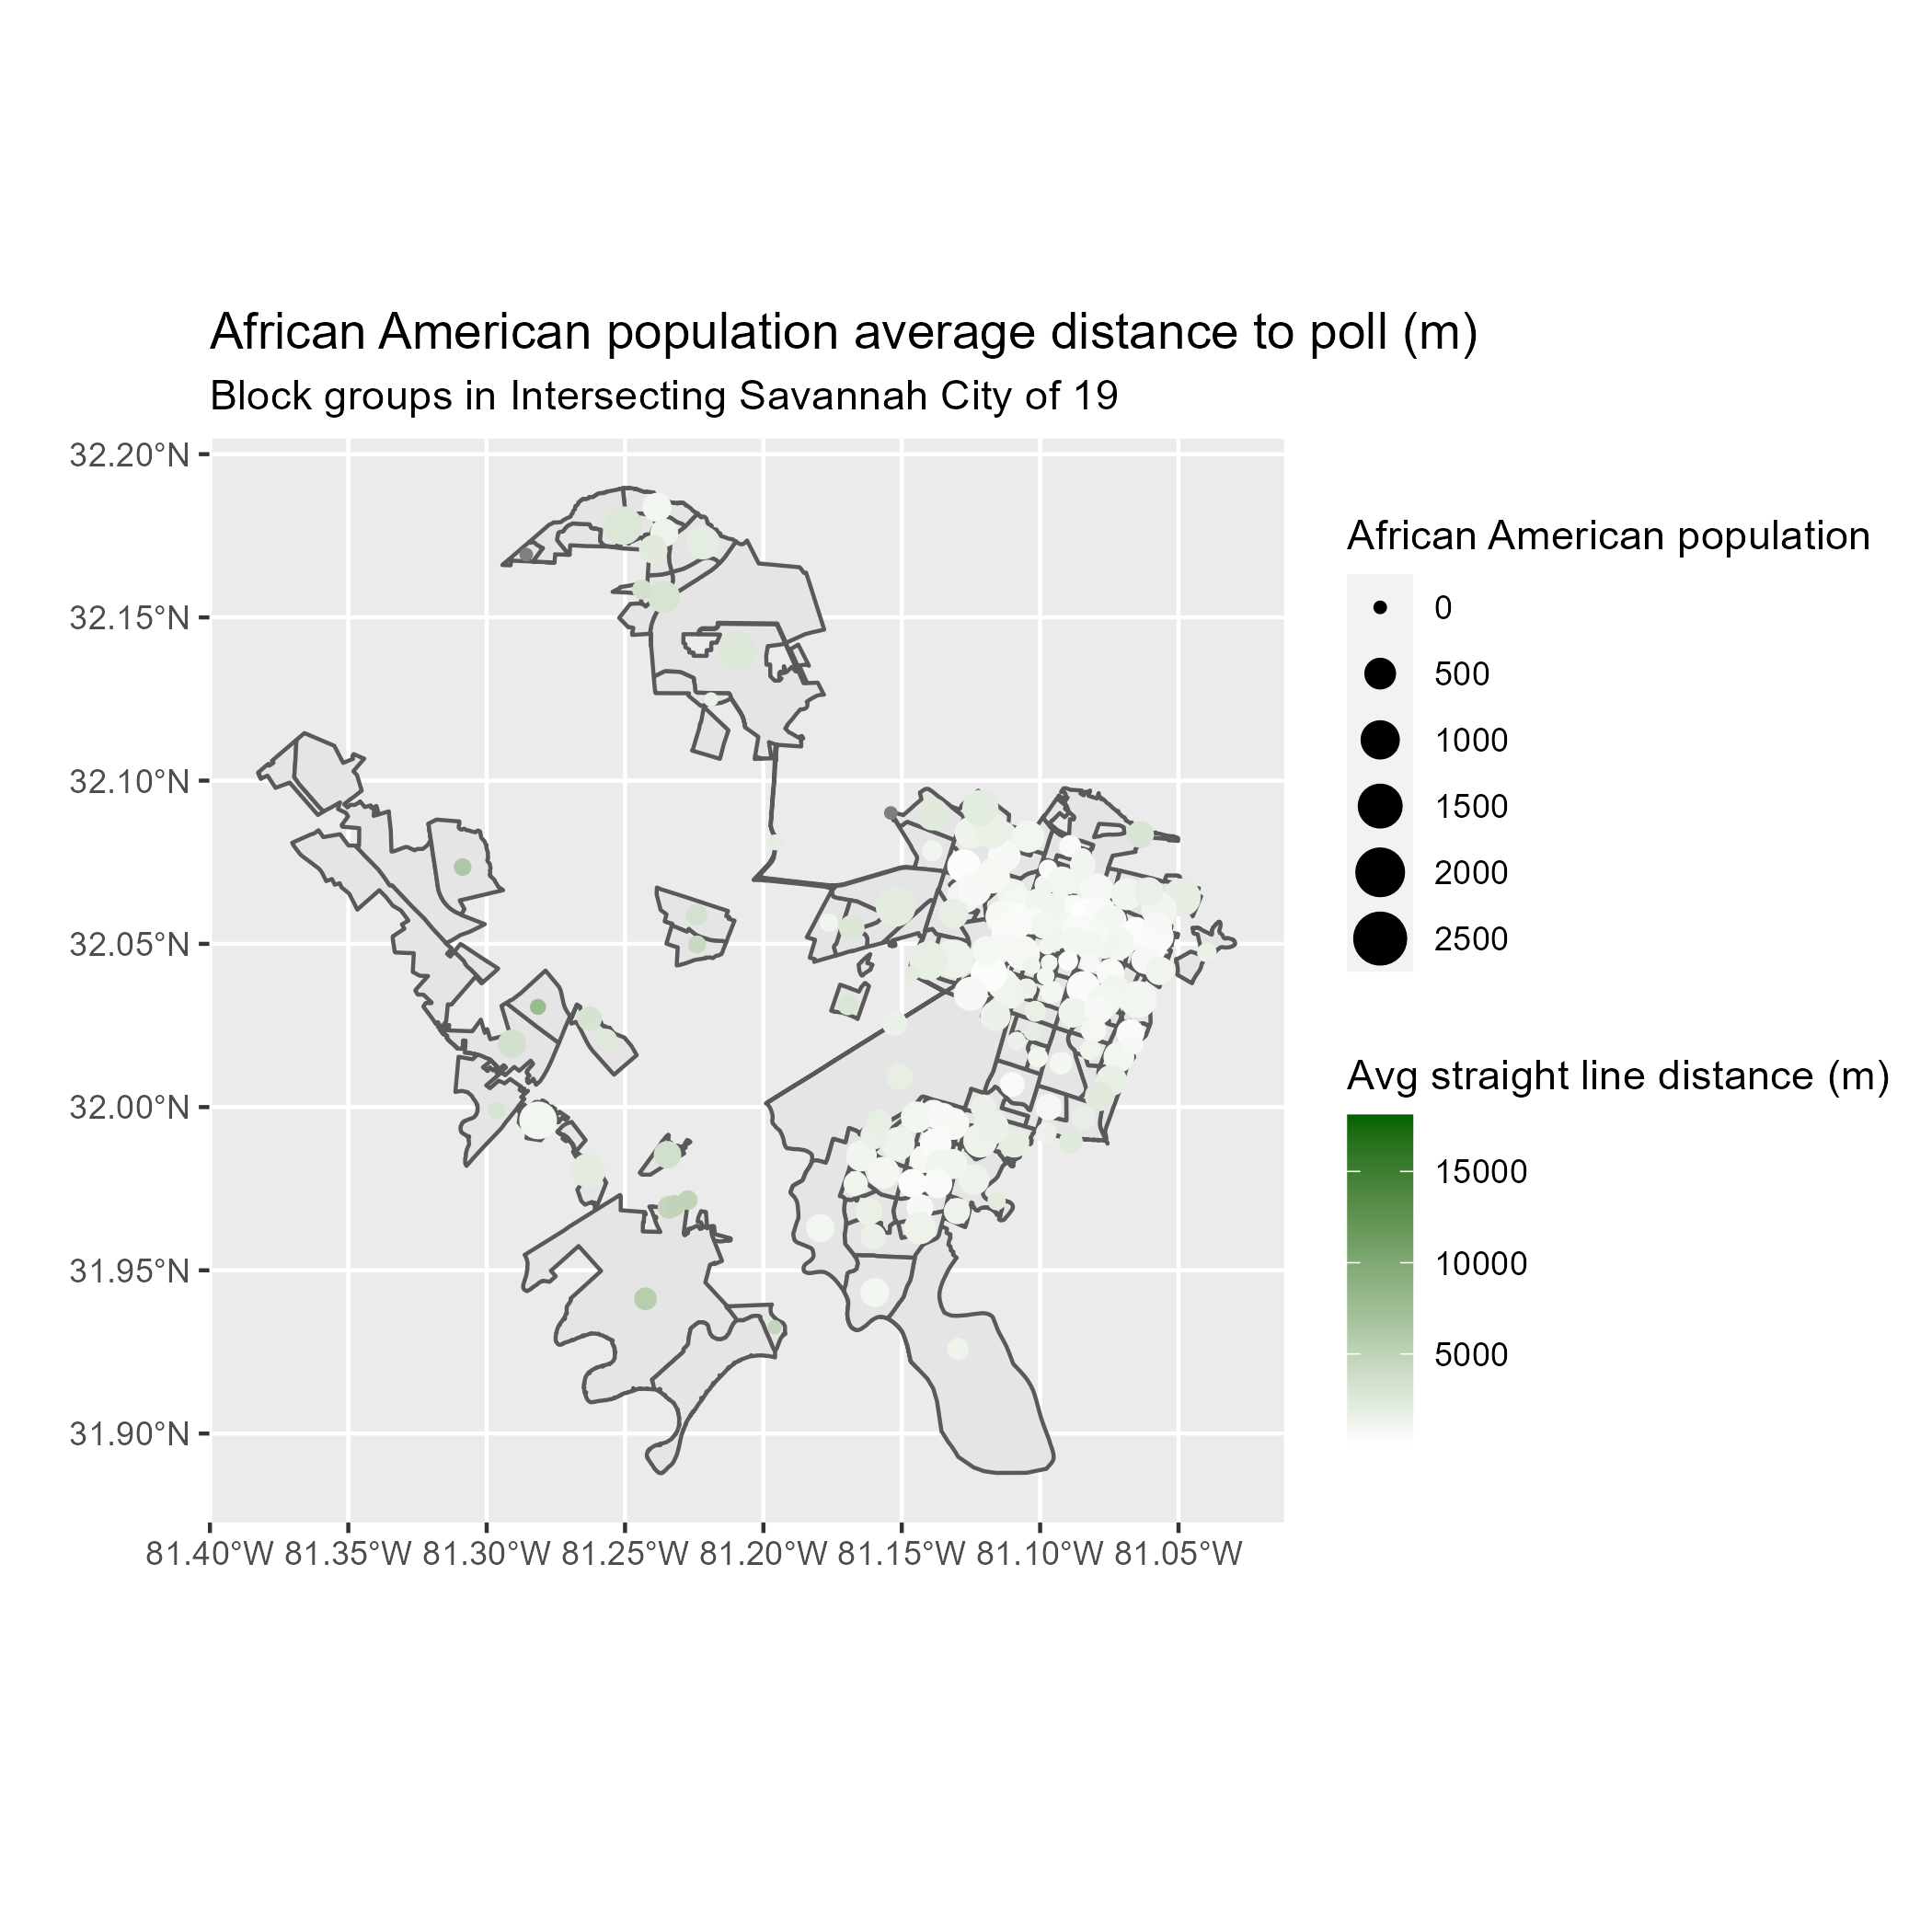 African American population average distance to poll (m)
Block groups in Intersecting Savannah City of 19
32.20°N
32.15°N
32.10°N
32.05°N
32.00°N
31.95°N
31.90°N
81.40°W 81.35°W 81.30°W 81.25°W 81.20°W 81.15°W 81.10°W 81.05°W
African American population
0
500
1000
1500
2000
2500
Avg straight line distance (m)
15000
10000
5000